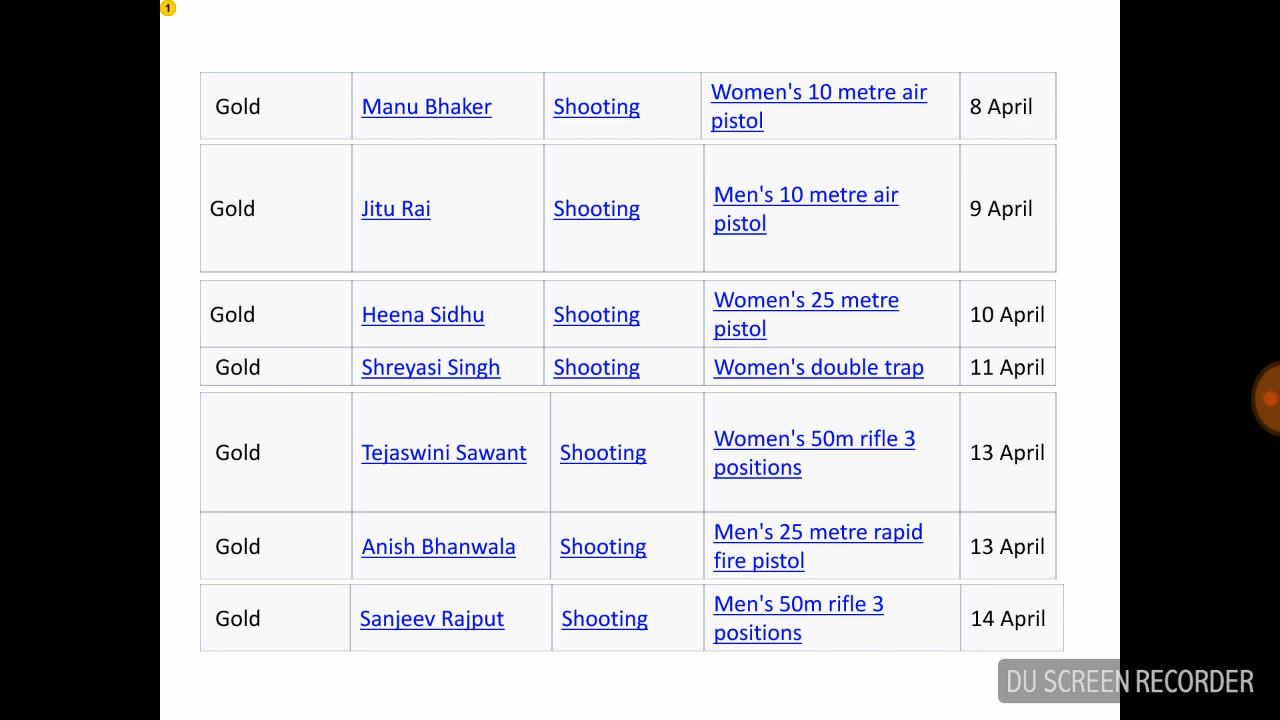 1
Gold Manu Bhaker Shooting Women's 10 metre air
pistol 8 April
Gold Jitu Rai Shooting Men's 10 metre air
pistol 9 April
Gold Heena Sidhu Shooting Women's 25 metre
pistol 10 April
Gold Shreyasi Singh Shooting Women's double trap 11 April
Gold Tejaswini Sawant Shooting Women's 50m rifle 3
positions 13 April
Gold Anish Bhanwala Shooting Men's 25 metre rapid
fire pistol 13 April
Gold Sanjeev Rajput Shooting Men's 50m rifle 3
positions 14 April
DU SCREEN RECORDER